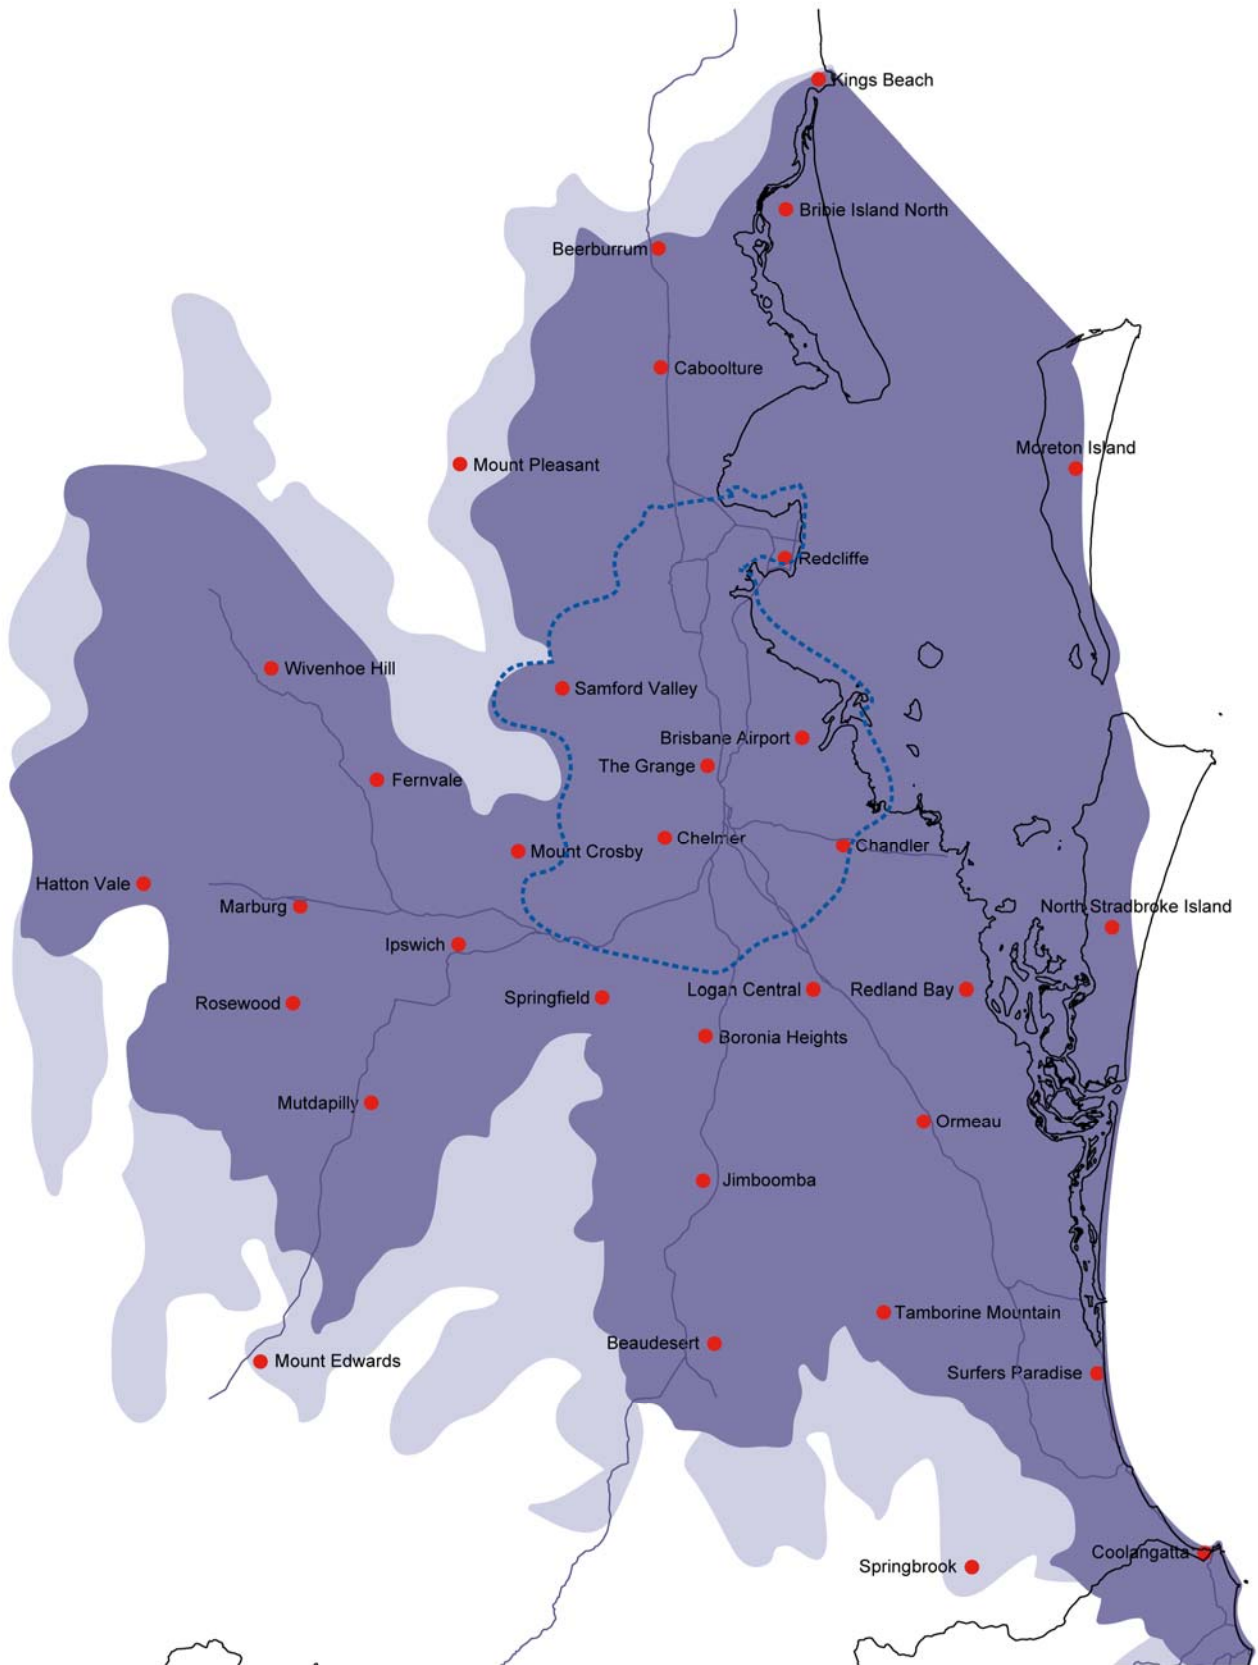 Kings Beach
Bribie Island North
Beerburrum
Caboolture
Moreton Island
Mount Pleasant
Redcliffe
Wivenhoe Hill
Samford Valley
Brisbane Airport
The Grange
Fernvale
Chelmer
Chandler
Mount Crosby
Hatton Vale
Marburg
North Stradbroke Island
Ipswich
Logan Central
Redland Bay
Springfield
Rosewood
Boronia Heights
Mutdapilly
Ormeau
Jimboomba
Tamborine Mountain
Beaudesert
Mount Edwards
Surfers Paradise
Coolangatta
Springbrook